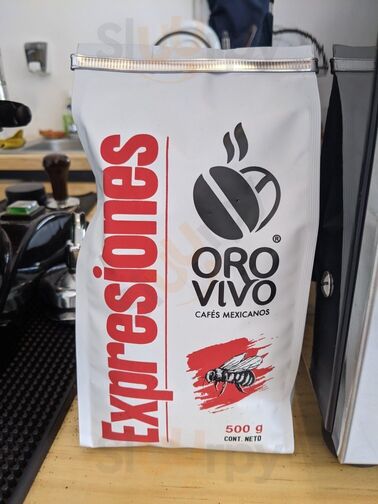 Expresiones
ORO
VIVO
®
CAFÉS MEXICANOS
500 g
CONT. NETO